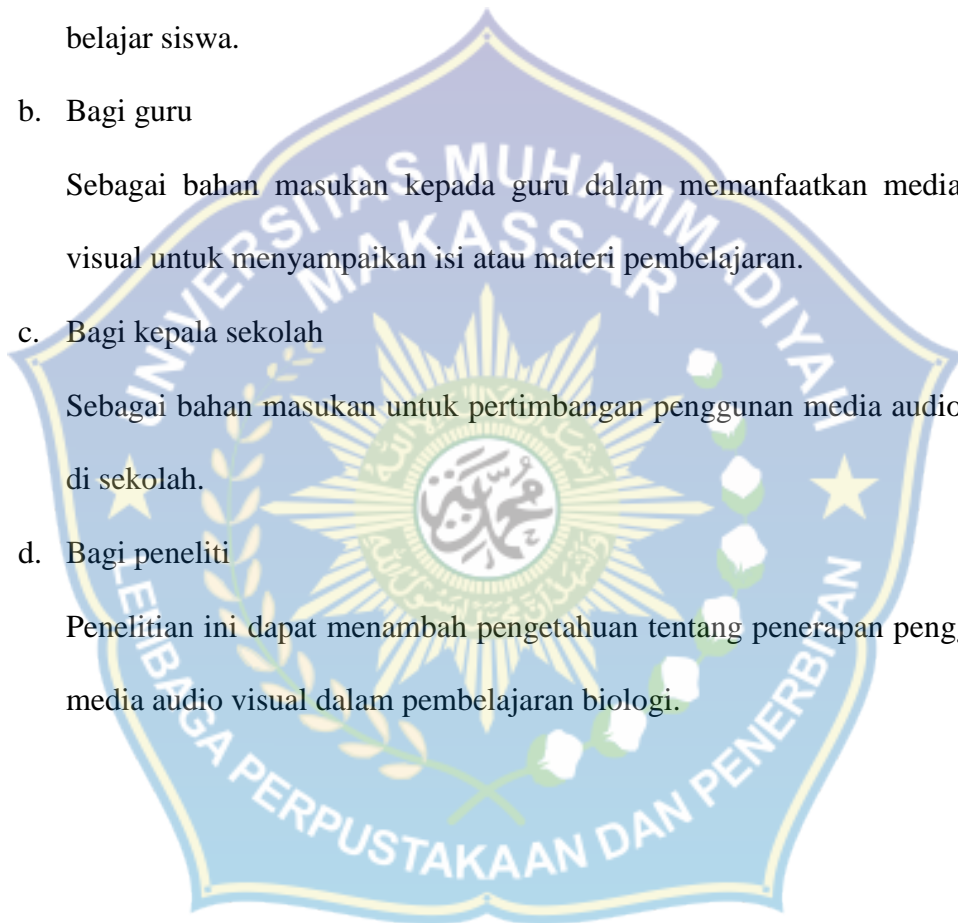 belajar siswa.
b. Bagi guru
Sebagai bahan masukan kepada guru dalam memanfaatkan media
visual untuk menyampaikan isi atau materi pembelajaran.
c. Bagi kepala sekolah
Sebagai bahan masukan untuk pertimbangan penggunan media audio
di sekolah.
d. Bagi peneliti
Penelitian ini dapat menambah pengetahuan tentang penerapan
media audio visual dalam pembelajaran biologi.
UNIVERSITAS MUHAMMADIYAH
MAKASSAR
LEMBAGA PERPUSTAKAAN DAN PENERBITAN
محمد